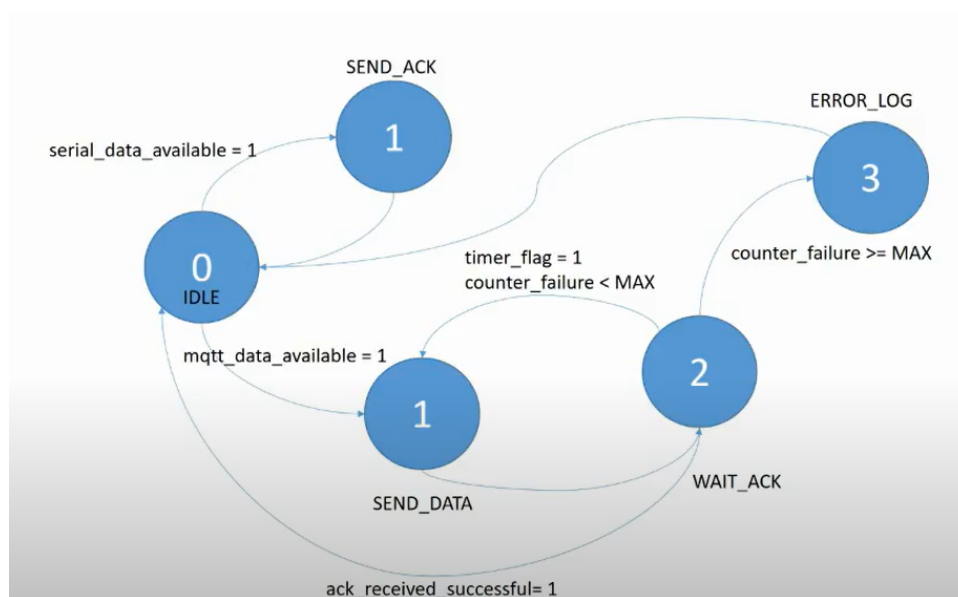 SEND_ACK
1
ERROR_LOG
3
serial_data_available = 1
0
IDLE
timer_flag = 1
counter_failure < MAX
counter_failure >= MAX
mqtt_data_available = 1
2
1
WAIT_ACK
SEND_DATA
ack_received_successful= 1